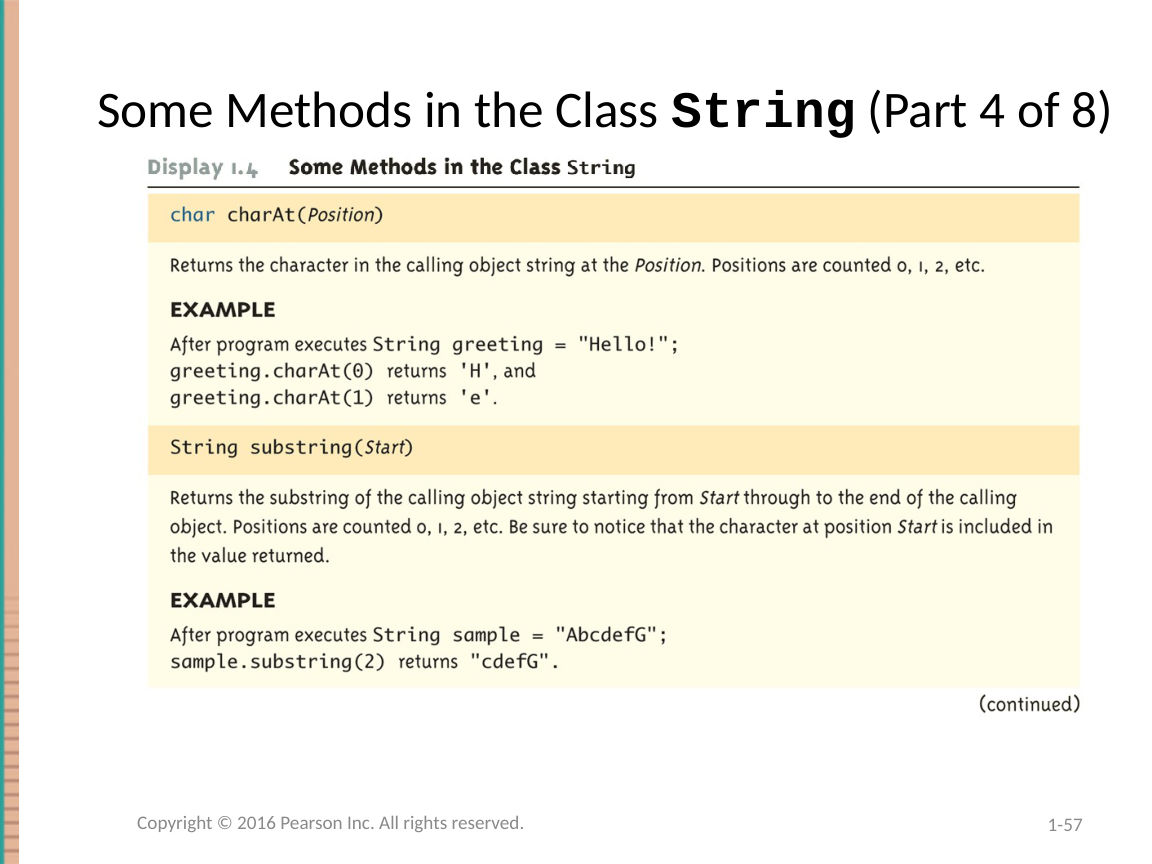 Some Methods in the Class String (Part 4 of 8)
Display 1.4 Some Methods in the Class String
char charAt(Position)
Returns the character in the calling object string at the Position. Positions are counted 0, 1, 2, etc.
EXAMPLE
After program executes String greeting = "Hello!";
greeting.charAt(0) returns 'H', and
greeting.charAt(1) returns 'e'.
String substring(Start)
Returns the substring of the calling object string starting from Start through to the end of the calling
object. Positions are counted 0, 1, 2, etc. Be sure to notice that the character at position Start is included in
the value returned.
EXAMPLE
After program executes String sample = "AbcdefG";
sample.substring(2) returns "cdefG".
(continued)
Copyright © 2016 Pearson Inc. All rights reserved.
1-57